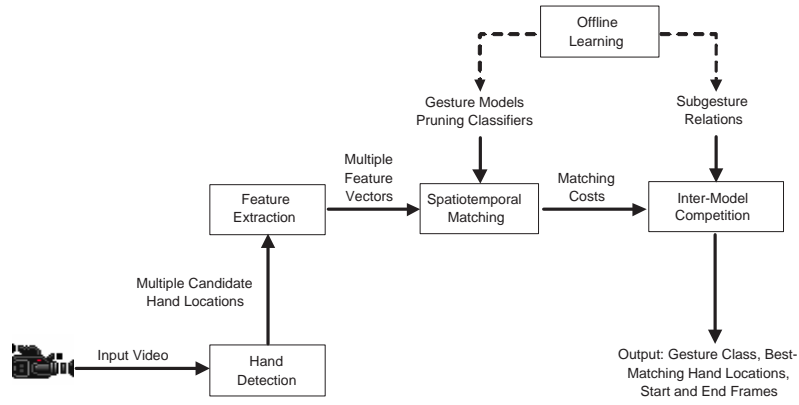 Offline
Learning
Gesture Models
Pruning Classifiers
Subgesture
Relations
Multiple
Feature
Vectors
Matching
Costs
Feature
Extraction
Spatiotemporal
Matching
Inter-Model
Competition
Multiple Candidate
Hand Locations
Input Video
Hand
Detection
Output: Gesture Class, Best-
Matching Hand Locations,
Start and End Frames